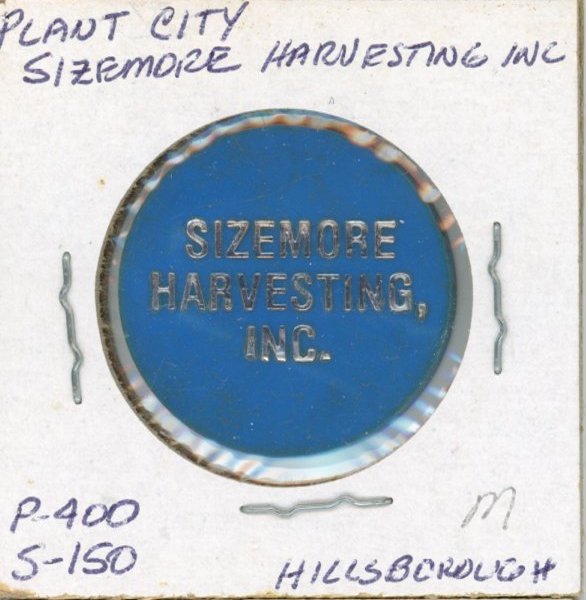 PLANT CITY
SIZEMORE HARVESTING INC
SIZEMORE
HARVESTING,
INC.
P-400
S-150
M
HILLSBOROUGH